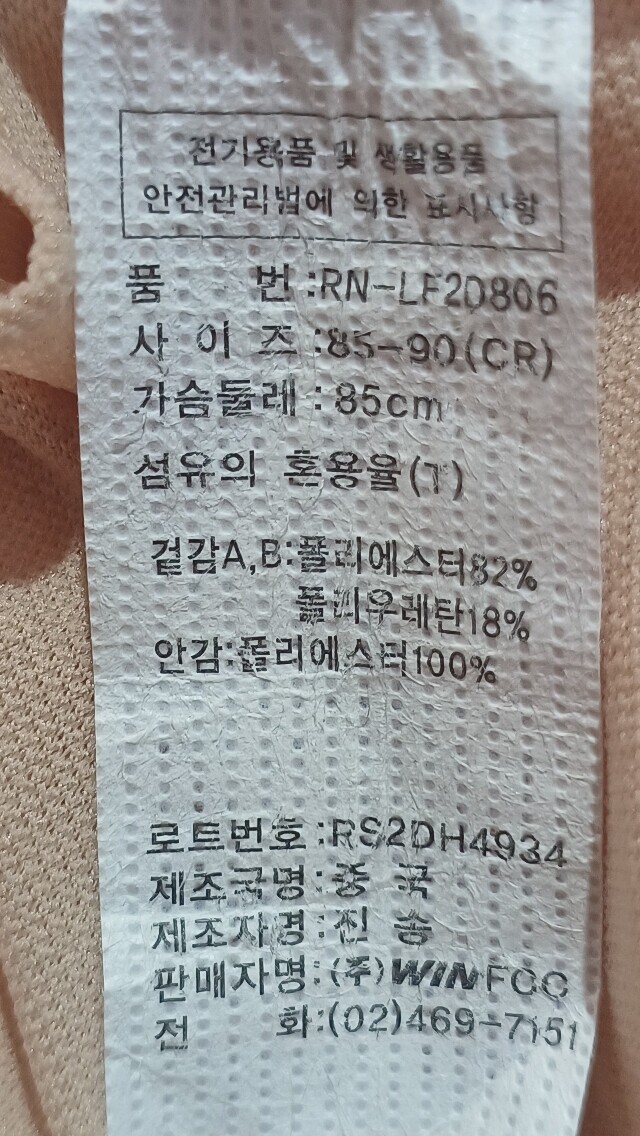 전기용품 및 생활용품
안전관리법에 의한 표시사항
품 번:RN-LF2D806
사 이 즈:85-90(CR)
가슴둘레:85cm
섬유의 혼용율(T)
겉감A,B:폴리에스터82%
폴리우레탄18%
안감:폴리에스터100%
로트번호:RS2DH4934
제조국명:중 국
제조자명:진 송
판매자명:(주)WINFCC
전 화:(02)469-7151